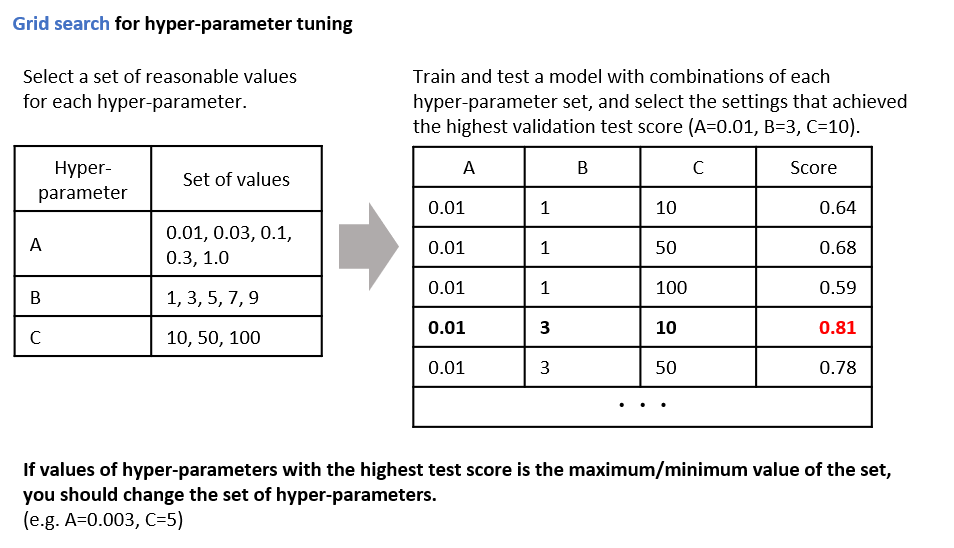 Grid search for hyper-parameter tuning
Select a set of reasonable values
for each hyper-parameter.
Hyper-
parameter
Set of values
A
0.01, 0.03, 0.1,
0.3, 1.0
B
1, 3, 5, 7, 9
C
10, 50, 100
Train and test a model with combinations of each
hyper-parameter set, and select the settings that achieved
the highest validation test score (A=0.01, B=3, C=10).
A B C Score
0.01 1 10 0.64
0.01 1 50 0.68
0.01 1 100 0.59
0.01 3 10 0.81
0.01 3 50 0.78
· · ·
If values of hyper-parameters with the highest test score is the maximum/minimum value of the set,
you should change the set of hyper-parameters.
(e.g. A=0.003, C=5)